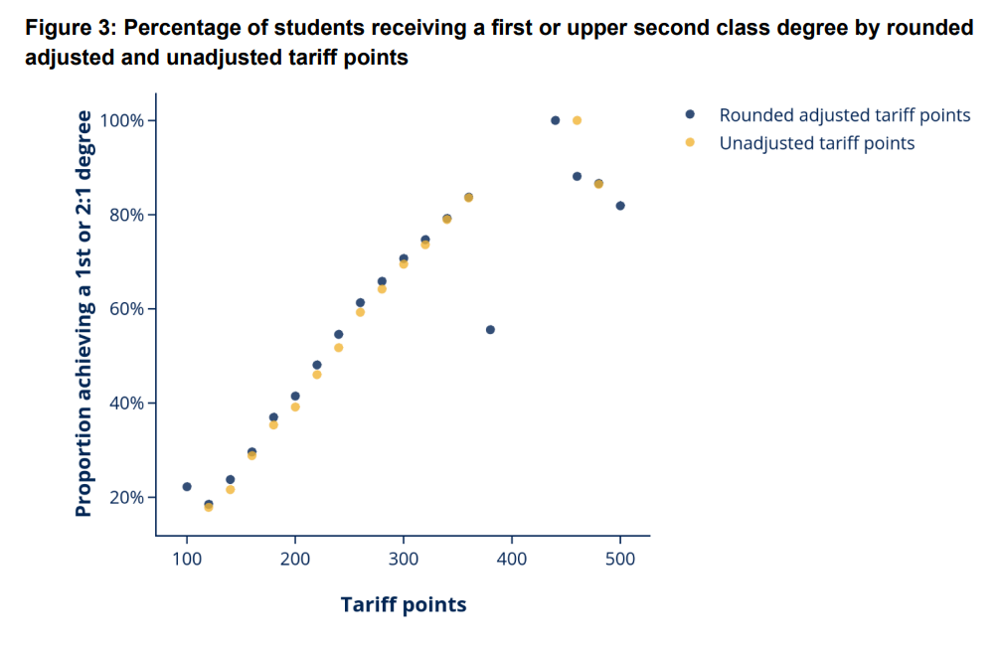 Figure 3: Percentage of students receiving a first or upper second class degree by rounded
adjusted and unadjusted tariff points
Proportion achieving a 1st or 2:1 degree
100%
80%
60%
40%
20%
100 200 300 400 500
Tariff points
Rounded adjusted tariff points
Unadjusted tariff points